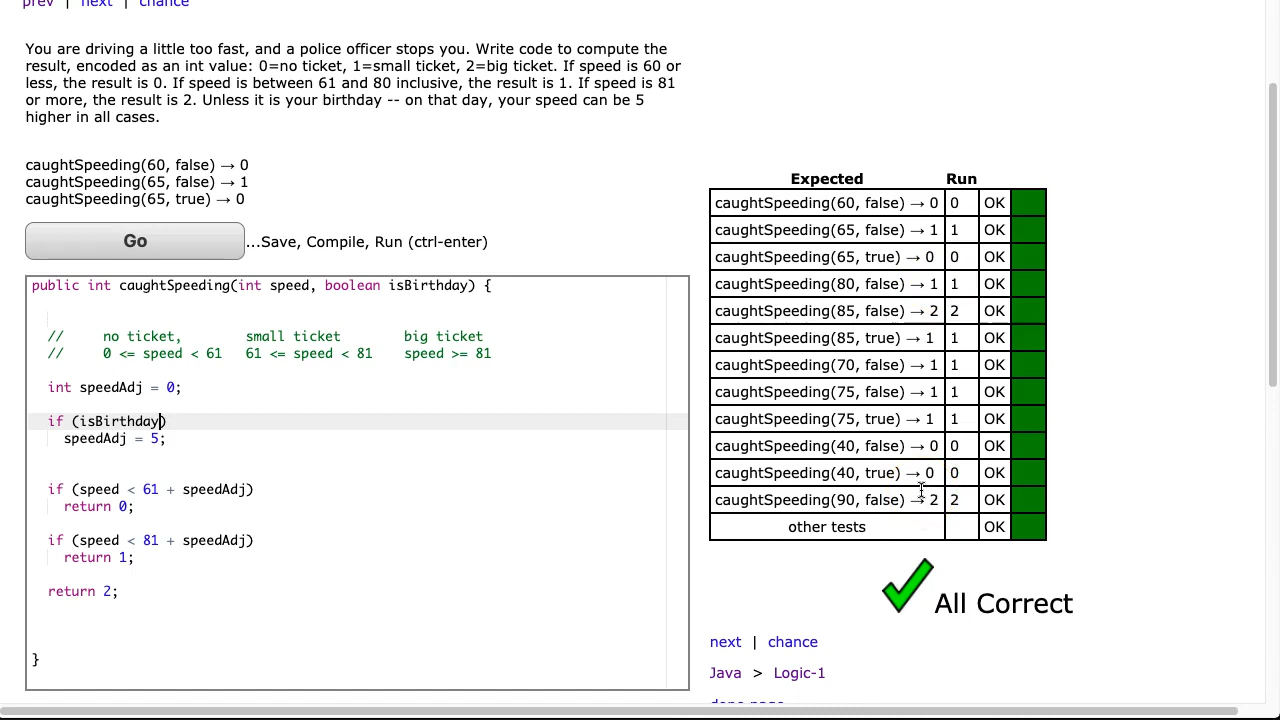 prev | next | chance
You are driving a little too fast, and a police officer stops you. Write code to compute the
result, encoded as an int value: 0=no ticket, 1=small ticket, 2=big ticket. If speed is 60 or
less, the result is 0. If speed is between 61 and 80 inclusive, the result is 1. If speed is 81
or more, the result is 2. Unless it is your birthday -- on that day, your speed can be 5
higher in all cases.
caughtSpeeding(60, false) → 0
caughtSpeeding(65, false) → 1
caughtSpeeding(65, true) → 0
Go ...Save, Compile, Run (ctrl-enter)
public int caughtSpeeding(int speed, boolean isBirthday) {
// no ticket, small ticket big ticket
// 0 <= speed < 61 61 <= speed < 81 speed >= 81
int speedAdj = 0;
if (isBirthday)
speedAdj = 5;
if (speed < 61 + speedAdj)
return 0;
if (speed < 81 + speedAdj)
return 1;
return 2;
}
Expected Run
caughtSpeeding(60, false) → 0 0 OK
caughtSpeeding(65, false) → 1 1 OK
caughtSpeeding(65, true) → 0 0 OK
caughtSpeeding(80, false) → 1 1 OK
caughtSpeeding(85, false) → 2 2 OK
caughtSpeeding(85, true) → 1 1 OK
caughtSpeeding(70, false) → 1 1 OK
caughtSpeeding(75, false) → 1 1 OK
caughtSpeeding(75, true) → 1 1 OK
caughtSpeeding(40, false) → 0 0 OK
caughtSpeeding(40, true) → 0 0 OK
caughtSpeeding(90, false) → 2 2 OK
other tests OK
All Correct
next | chance
Java > Logic-1
done page